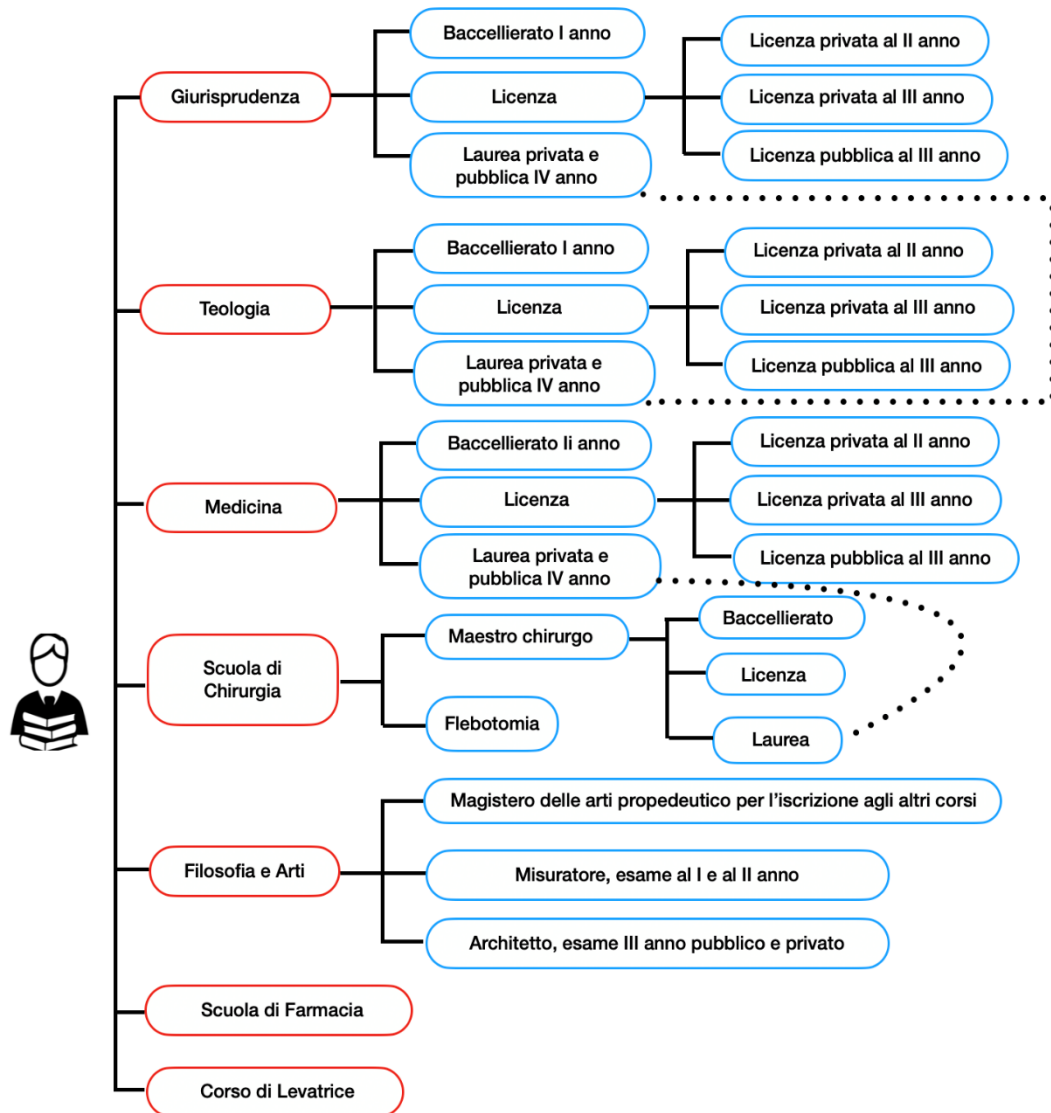 Giurisprudenza
Baccellierato I anno
Licenza
Laurea privata e
pubblica IV anno
Licenza privata al II anno
Licenza privata al III anno
Licenza pubblica al III anno
Teologia
Baccellierato I anno
Licenza
Laurea privata e
pubblica IV anno
Licenza privata al II anno
Licenza privata al III anno
Licenza pubblica al III anno
Medicina
Baccellierato Ii anno
Licenza
Laurea privata e
pubblica IV anno
Licenza privata al II anno
Licenza privata al III anno
Licenza pubblica al III anno
Scuola di
Chirurgia
Maestro chirurgo
Flebotomia
Baccellierato
Licenza
Laurea
Filosofia e Arti
Magistero delle arti propedeutico per l'iscrizione agli altri corsi
Misuratore, esame al I e al II anno
Architetto, esame III anno pubblico e privato
Scuola di Farmacia
Corso di Levatrice